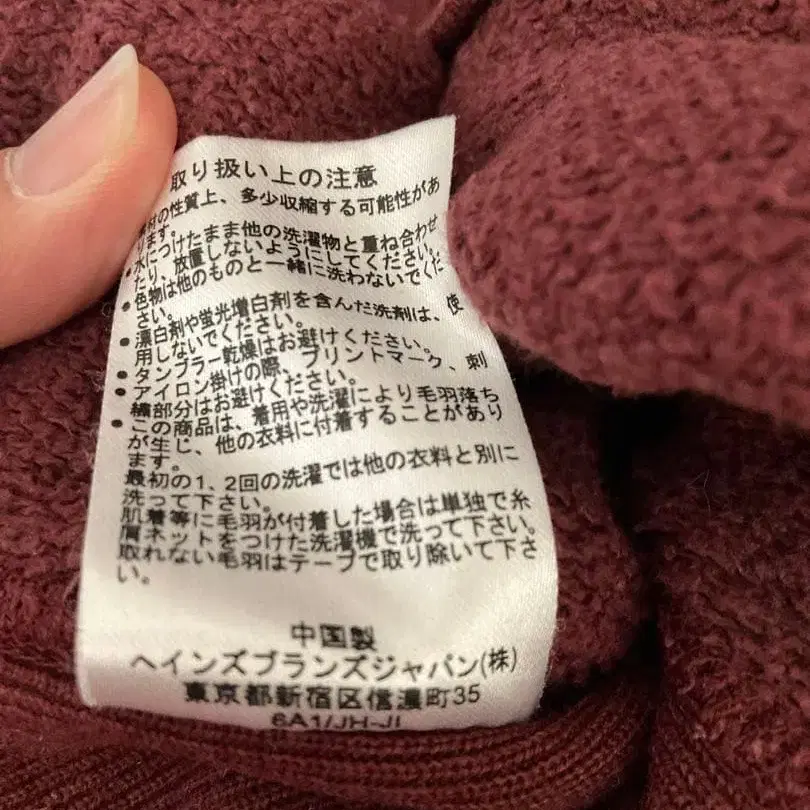 取り扱い上の注意
の性質上、多少収縮する可能性があ
ります。
・水につけたまま他の洗濯物と重ね合わせ
たり、放置しないようにしてください。
・色物は他のものと一緒に洗わないでくだ
さい。
・漂白剤や蛍光増白剤を含んだ洗剤は、使
用しないでください。
・タンブラー乾燥はお避けください。
・アイロン掛けの際、プリントマーク、刺
繍部分はお避けください。
・この商品は、着用や洗濯により毛羽落ち
が生じ、他の衣料に付着することがあり
ます。
最初の1、2回の洗濯では他の衣料と別に
洗って下さい。
肌着等に毛羽が付着した場合は単独で糸
屑ネットをつけた洗濯機で洗って下さい。
取れない毛羽はテープで取り除いて下さ
い。
中国製
ヘインズブランズジャパン(株)
東京都新宿区信濃町35
6A1/JH-JI